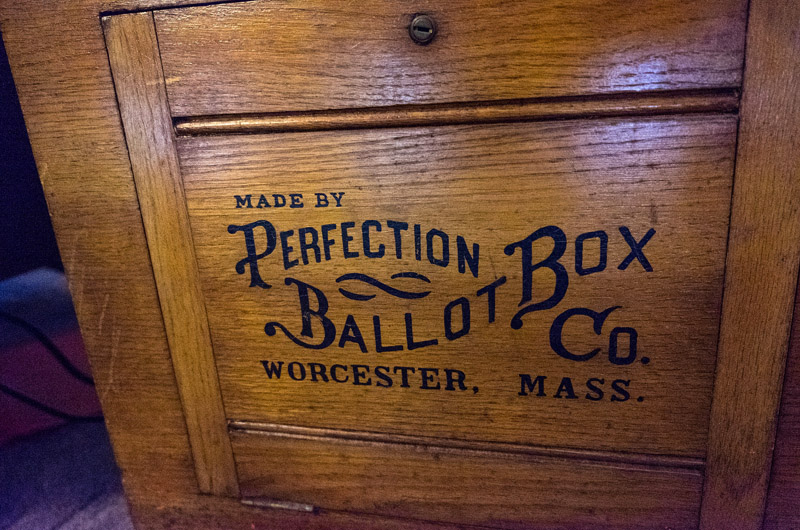 MADE BY
PERFECTION
BALLOT BOX
CO.
WORCESTER, MASS.